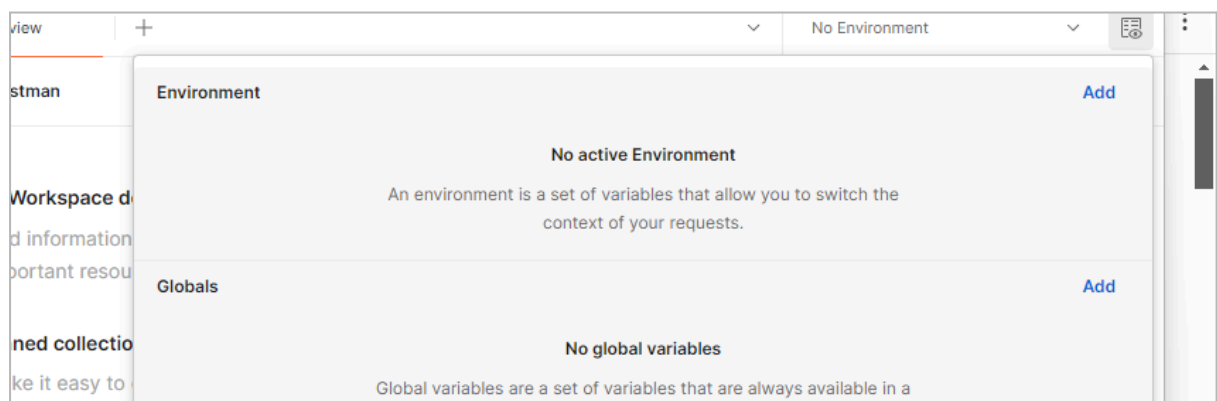 view
No Environment
stman
Environment
Add
No active Environment
An environment is a set of variables that allow you to switch the
context of your requests.
Workspace d
d information
portant resou
Globals
Add
ned collectio
No global variables
ke it easy to
Global variables are a set of variables that are always available in a